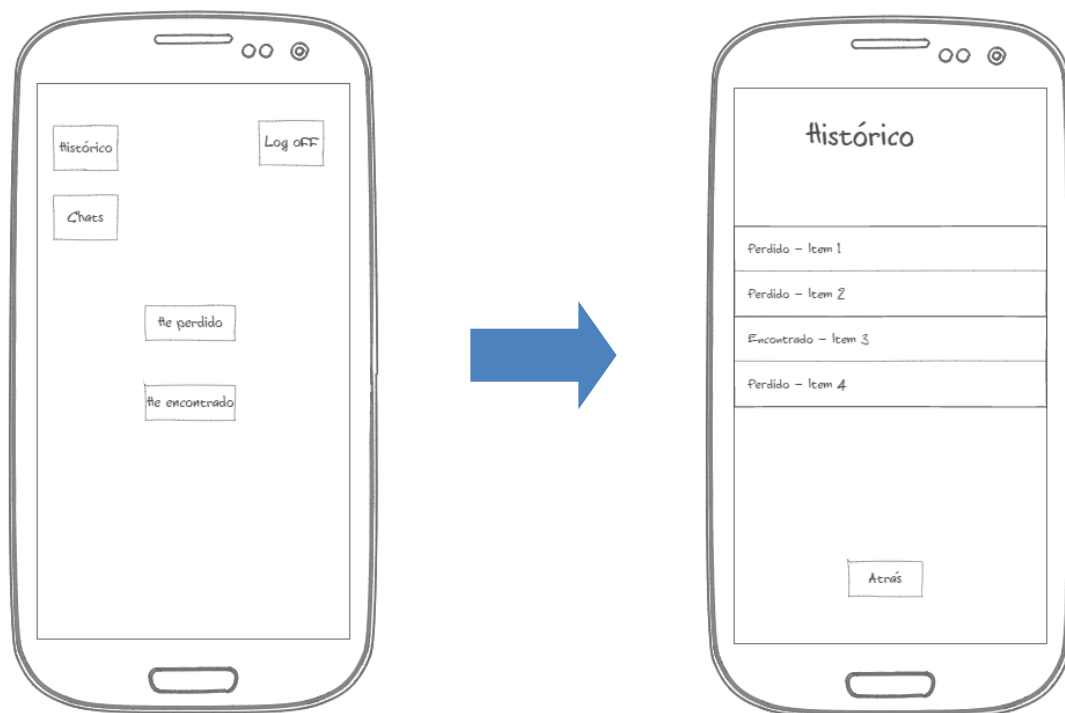 Histórico
Log off
Chats
He perdido
He encontrado
Histórico
Perdido - Item 1
Perdido - Item 2
Encontrado - Item 3
Perdido - Item 4
Atrás